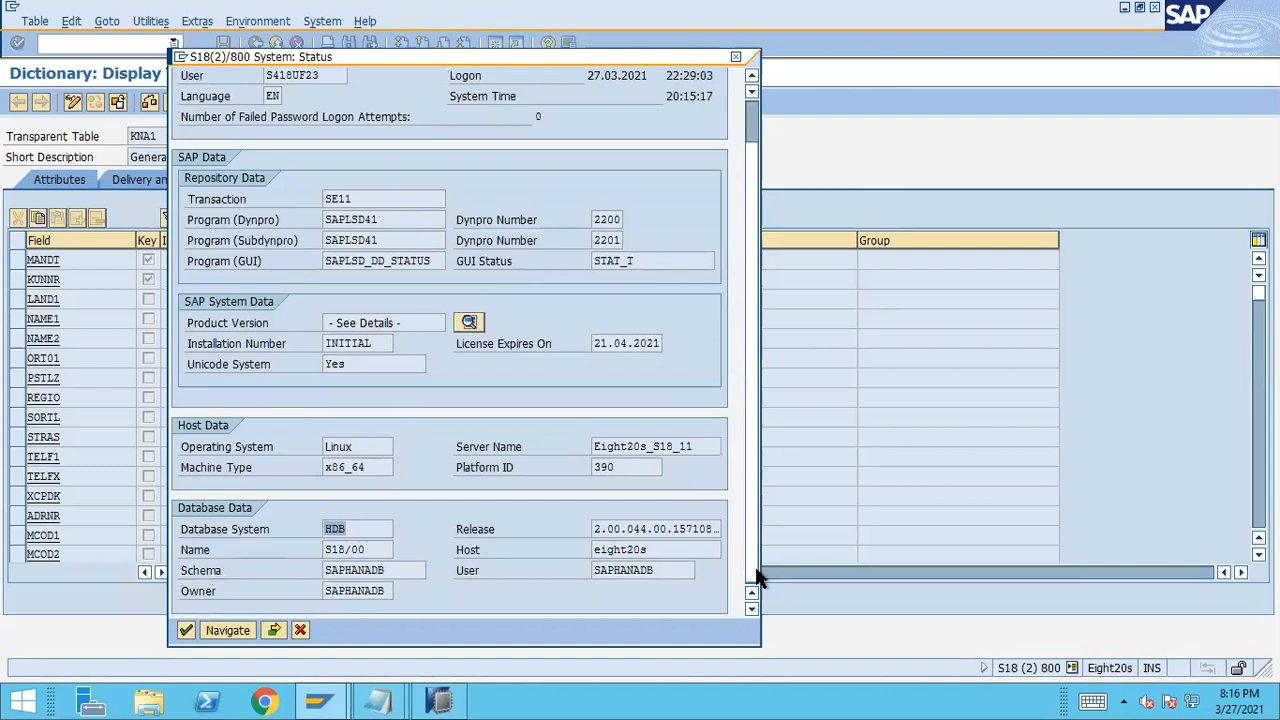 Table Edit Goto Utilities Extras Environment System Help
SAP
S18(2)/800 System: Status
Dictionary: Display
User S418UF23 Logon 27.03.2021 22:29:03
Language EN System Time 20:15:17
Number of Failed Password Logon Attempts: 0
Transparent Table KNA1
Short Description Genera
Attributes Delivery an
SAP Data
Repository Data
Transaction SE11
Program (Dynpro) SAPLSD41 Dynpro Number 2200
Program (Subdynpro) SAPLSD41 Dynpro Number 2201
Program (GUI) SAPLSD_DD_STATUS GUI Status STAT_T
SAP System Data
Product Version - See Details -
Installation Number INITIAL License Expires On 21.04.2021
Unicode System Yes
Host Data
Operating System Linux Server Name Eight20s_S18_11
Machine Type x86_64 Platform ID 390
Database Data
Database System HDB Release 2.00.044.00.157108...
Name S18/00 Host eight20s
Schema SAPHANADB User SAPHANADB
Owner SAPHANADB
Navigate
Field Key I Group
MANDT
KUNNR
LAND1
NAME1
NAME2
ORT01
PSTLZ
REGIO
SORTL
STRAS
TELF1
TELFX
XCPDK
ADRNR
MCOD1
MCOD2
S18 (2) 800 Eight20s INS
8:16 PM
3/27/2021